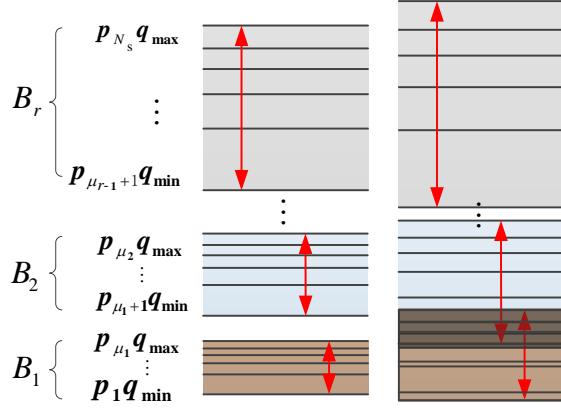 p_{N_s} q_max
B_r
⋮
p_{μ_{r-1}+1} q_min
⋮
⋮
p_{μ_2} q_max
B_2
⋮
p_{μ_1+1} q_min
p_{μ_1} q_max
B_1
⋮
p_1 q_min